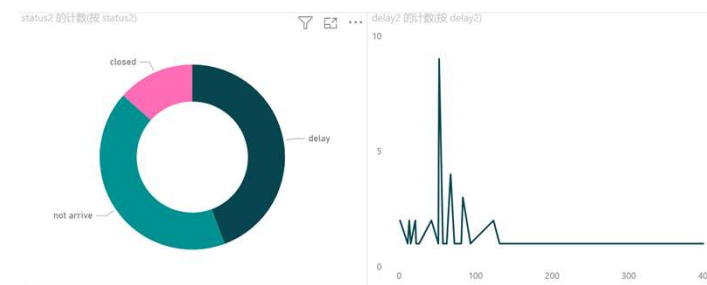 status2 的计数(按 status2)
closed
delay
not arrive
delay2 的计数(按 delay2)
10
5
0
0 100 200 300 40